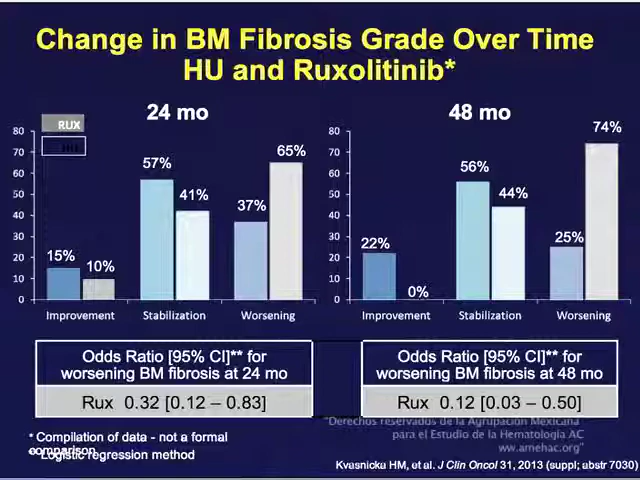 Change in BM Fibrosis Grade Over Time
HU and Ruxolitinib*
24 mo
48 mo
RUX
HU
80
70
60
50
40
30
20
10
0
15%
10%
57%
41%
37%
65%
Improvement
Stabilization
Worsening
80
70
60
50
40
30
20
10
0
22%
0%
56%
44%
25%
74%
Improvement
Stabilization
Worsening
Odds Ratio [95% CI]** for
worsening BM fibrosis at 24 mo
Rux 0.32 [0.12 – 0.83]
Odds Ratio [95% CI]** for
worsening BM fibrosis at 48 mo
Rux 0.12 [0.03 – 0.50]
"Derechos reservados de la Agrupación Mexicana
para el Estudio de la Hematología AC
www.amehac.org"
* Compilation of data - not a formal
comparison
** Logistic regression method
Kvasnicka HM, et al. J Clin Oncol 31, 2013 (suppl; abstr 7030)